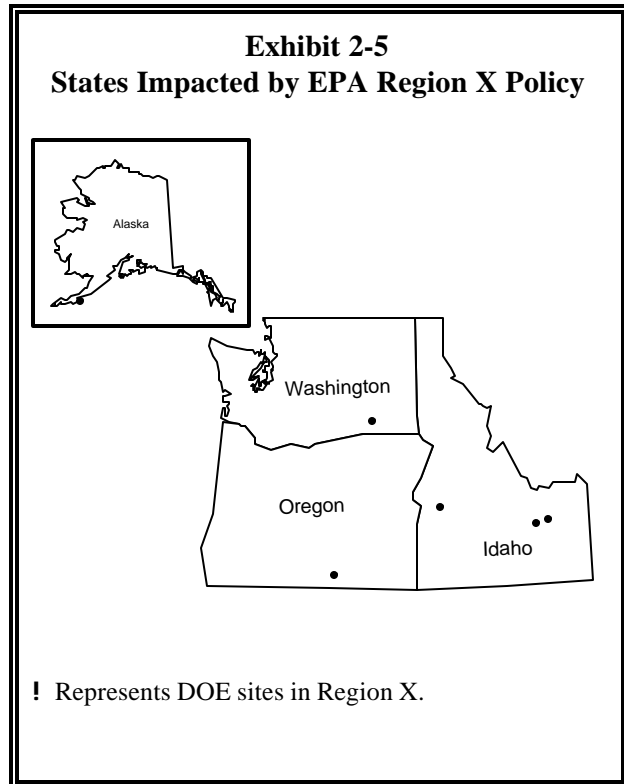 Exhibit 2-5
States Impacted by EPA Region X Policy
Alaska
Washington
Oregon
Idaho
! Represents DOE sites in Region X.